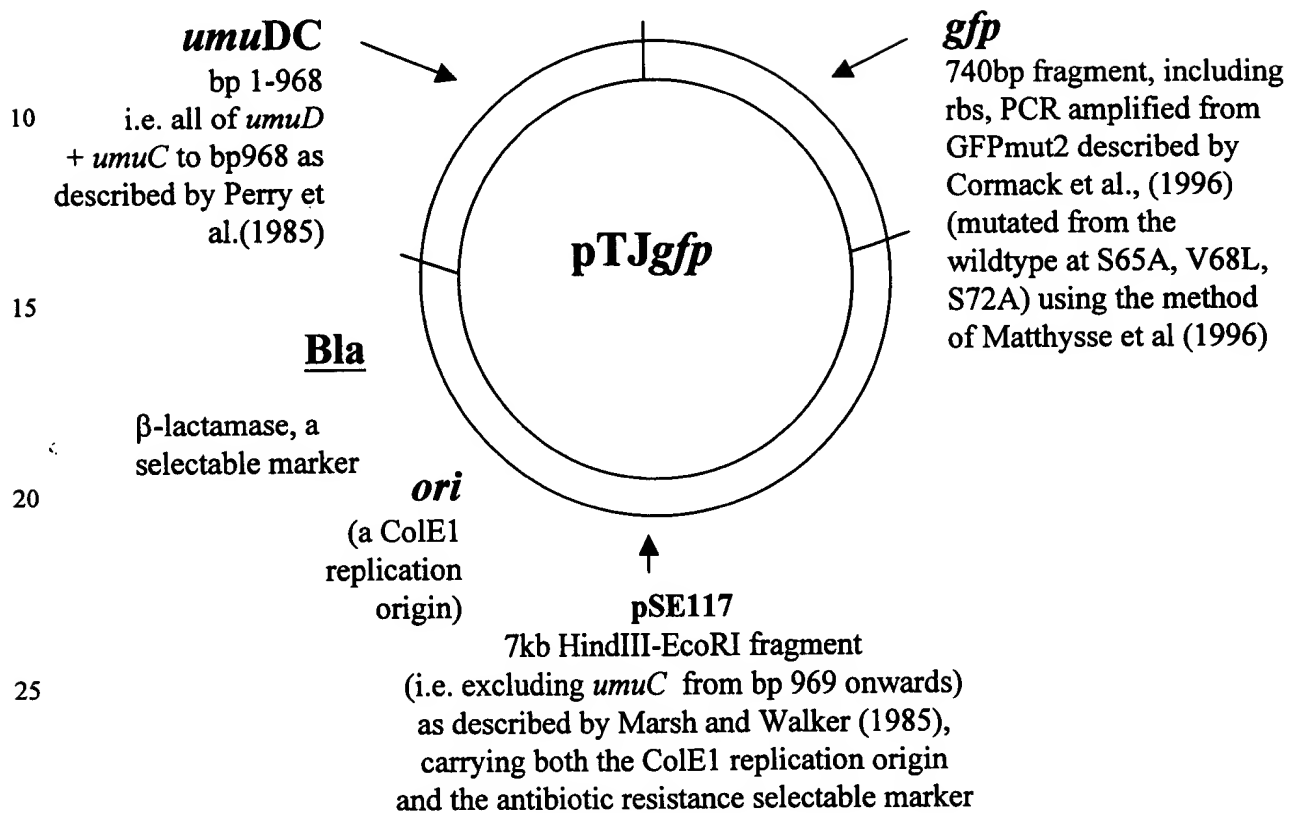 umuDC
bp 1-968
i.e. all of umuD
+ umuC to bp968 as
described by Perry et
al.(1985)
gfp
740bp fragment, including
rbs, PCR amplified from
GFPmut2 described by
Cormack et al., (1996)
(mutated from the
wildtype at S65A, V68L,
S72A) using the method
of Matthysse et al (1996)
pTJgfp
10
15
20
25
Bla
β-lactamase, a
selectable marker
ori
(a ColE1
replication
origin)
pSE117
7kb HindIII-EcoRI fragment
(i.e. excluding umuC from bp 969 onwards)
as described by Marsh and Walker (1985),
carrying both the ColE1 replication origin
and the antibiotic resistance selectable marker